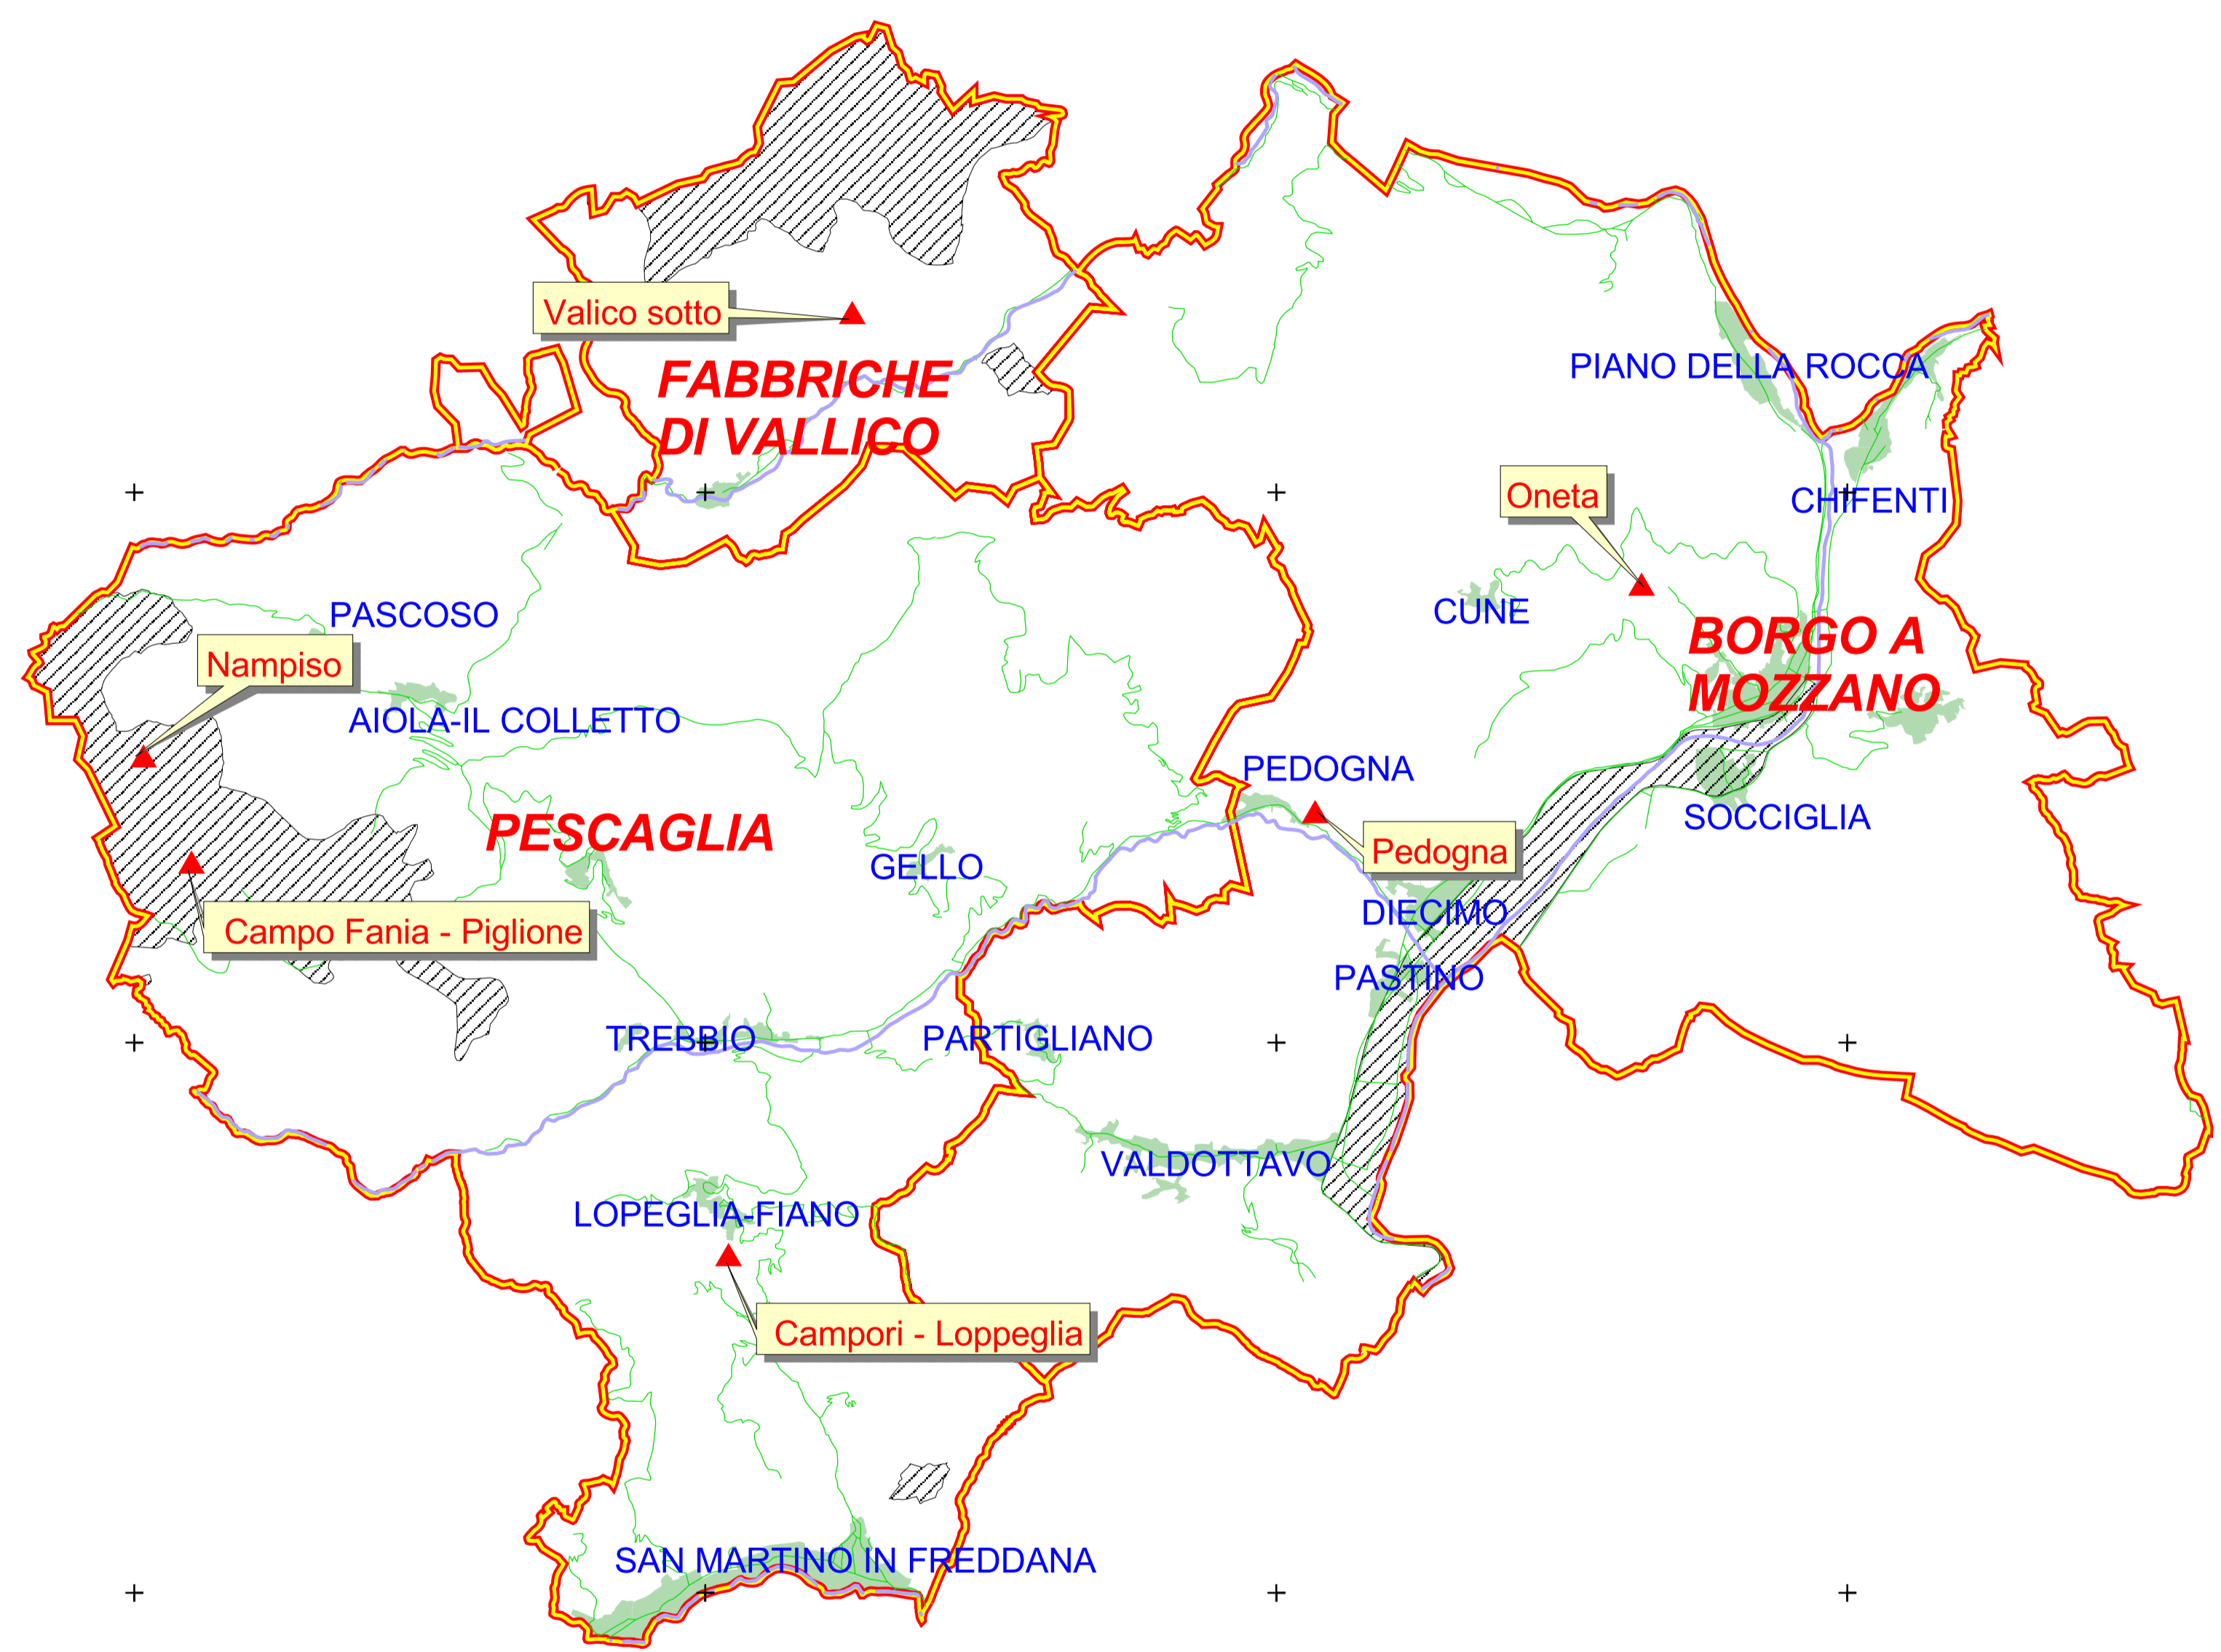 Valico sotto
FABBRICHE
DI VALLICO
PIANO DELLA ROCCA
Oneta
CHIFENTI
PASCOSO
CUNE
BORGO A
MOZZANO
Nampiso
AIOLA-IL COLLETTO
PEDOGNA
SOCCIGLIA
PESCAGLIA
Pedogna
GELLO
DIECIMO
Campo Fania - Piglione
PASTINO
TREBBIO
PARTIGLIANO
VALDOTTAVO
LOPEGLIA-FIANO
Campori - Loppeglia
SAN MARTINO IN FREDDANA